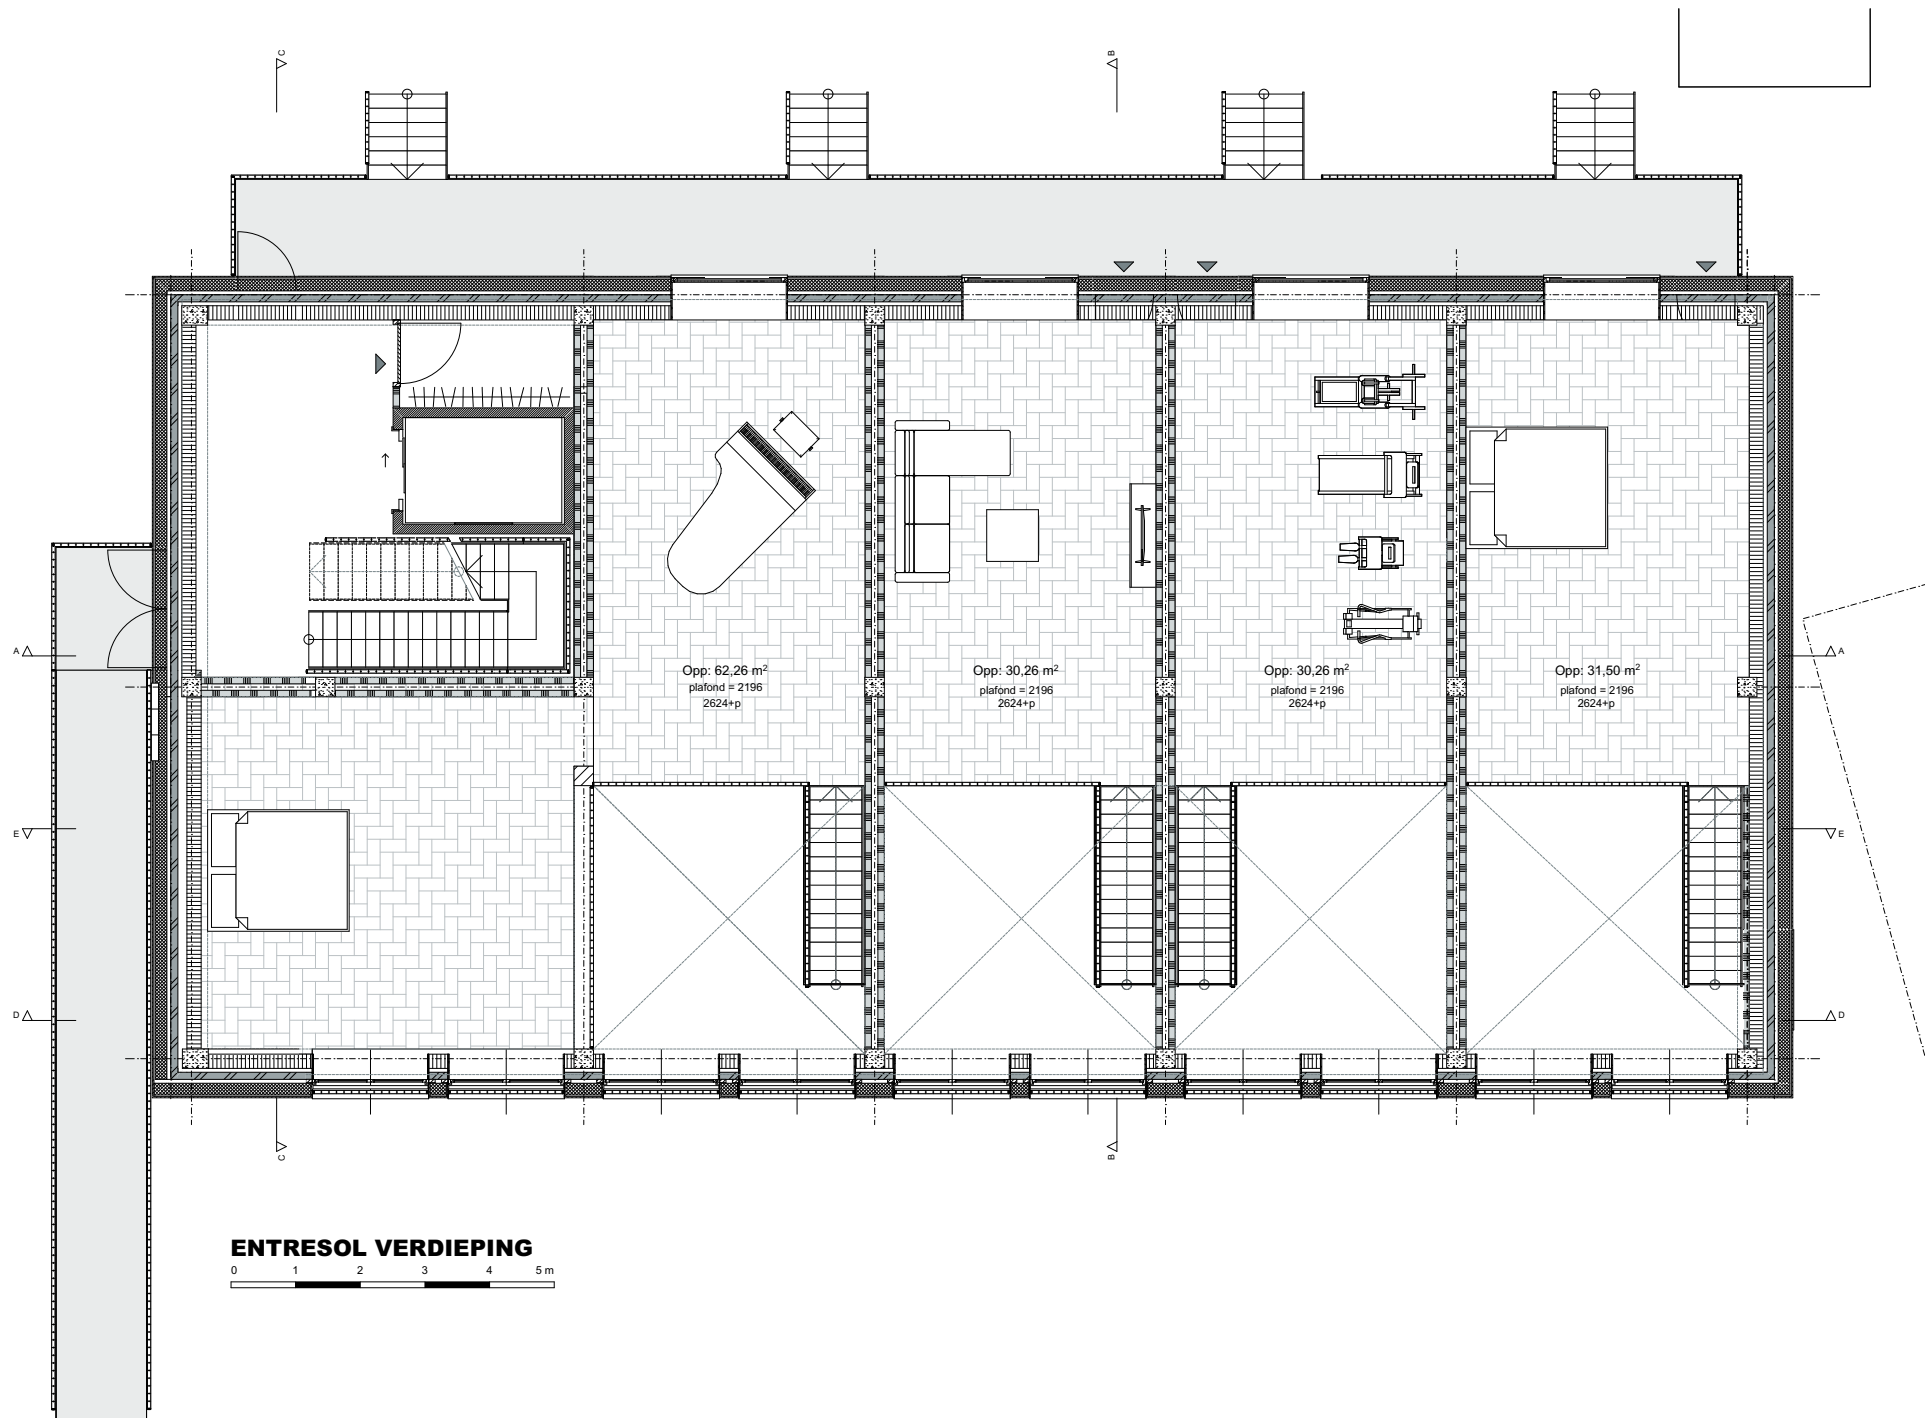 C
B
A
A
Opp: 62,26 m²
plafond = 2196
2624+p
Opp: 30,26 m²
plafond = 2196
2624+p
Opp: 30,26 m²
plafond = 2196
2624+p
Opp: 31,50 m²
plafond = 2196
2624+p
E
E
D
D
C
B
ENTRESOL VERDIEPING
0 1 2 3 4 5 m